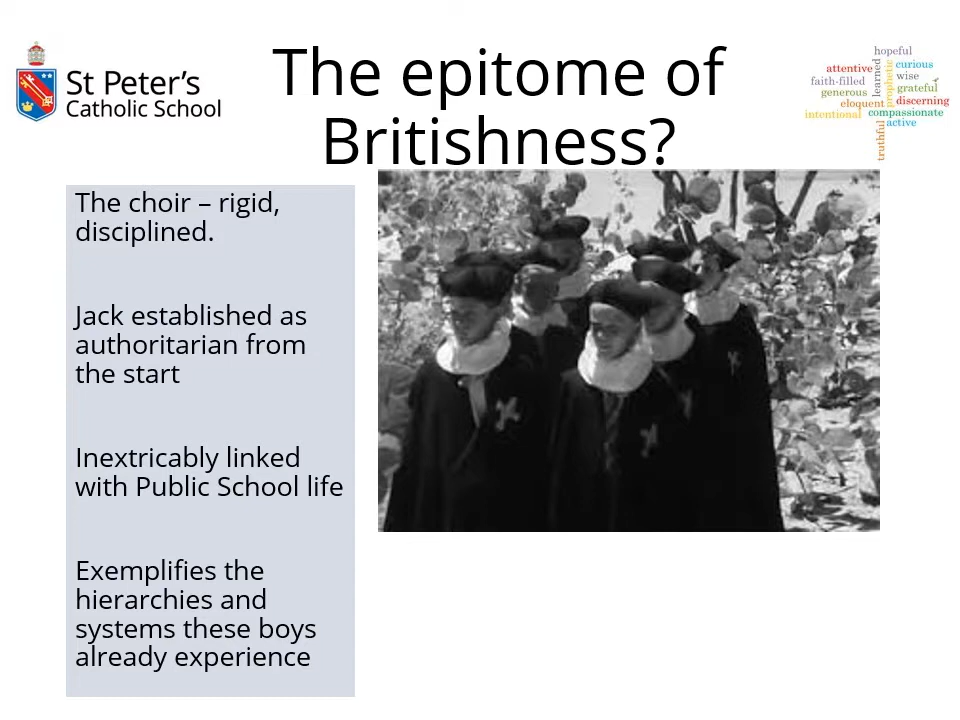 The epitome of
Britishness?
St Peter’s
Catholic School
hopeful
attentive
curious
learned
prophetic
wise
faith-filled
grateful
generous
eloquent
discerning
intentional
compassionate
active
truthful
The choir – rigid,
disciplined.
Jack established as
authoritarian from
the start
Inextricably linked
with Public School life
Exemplifies the
hierarchies and
systems these boys
already experience